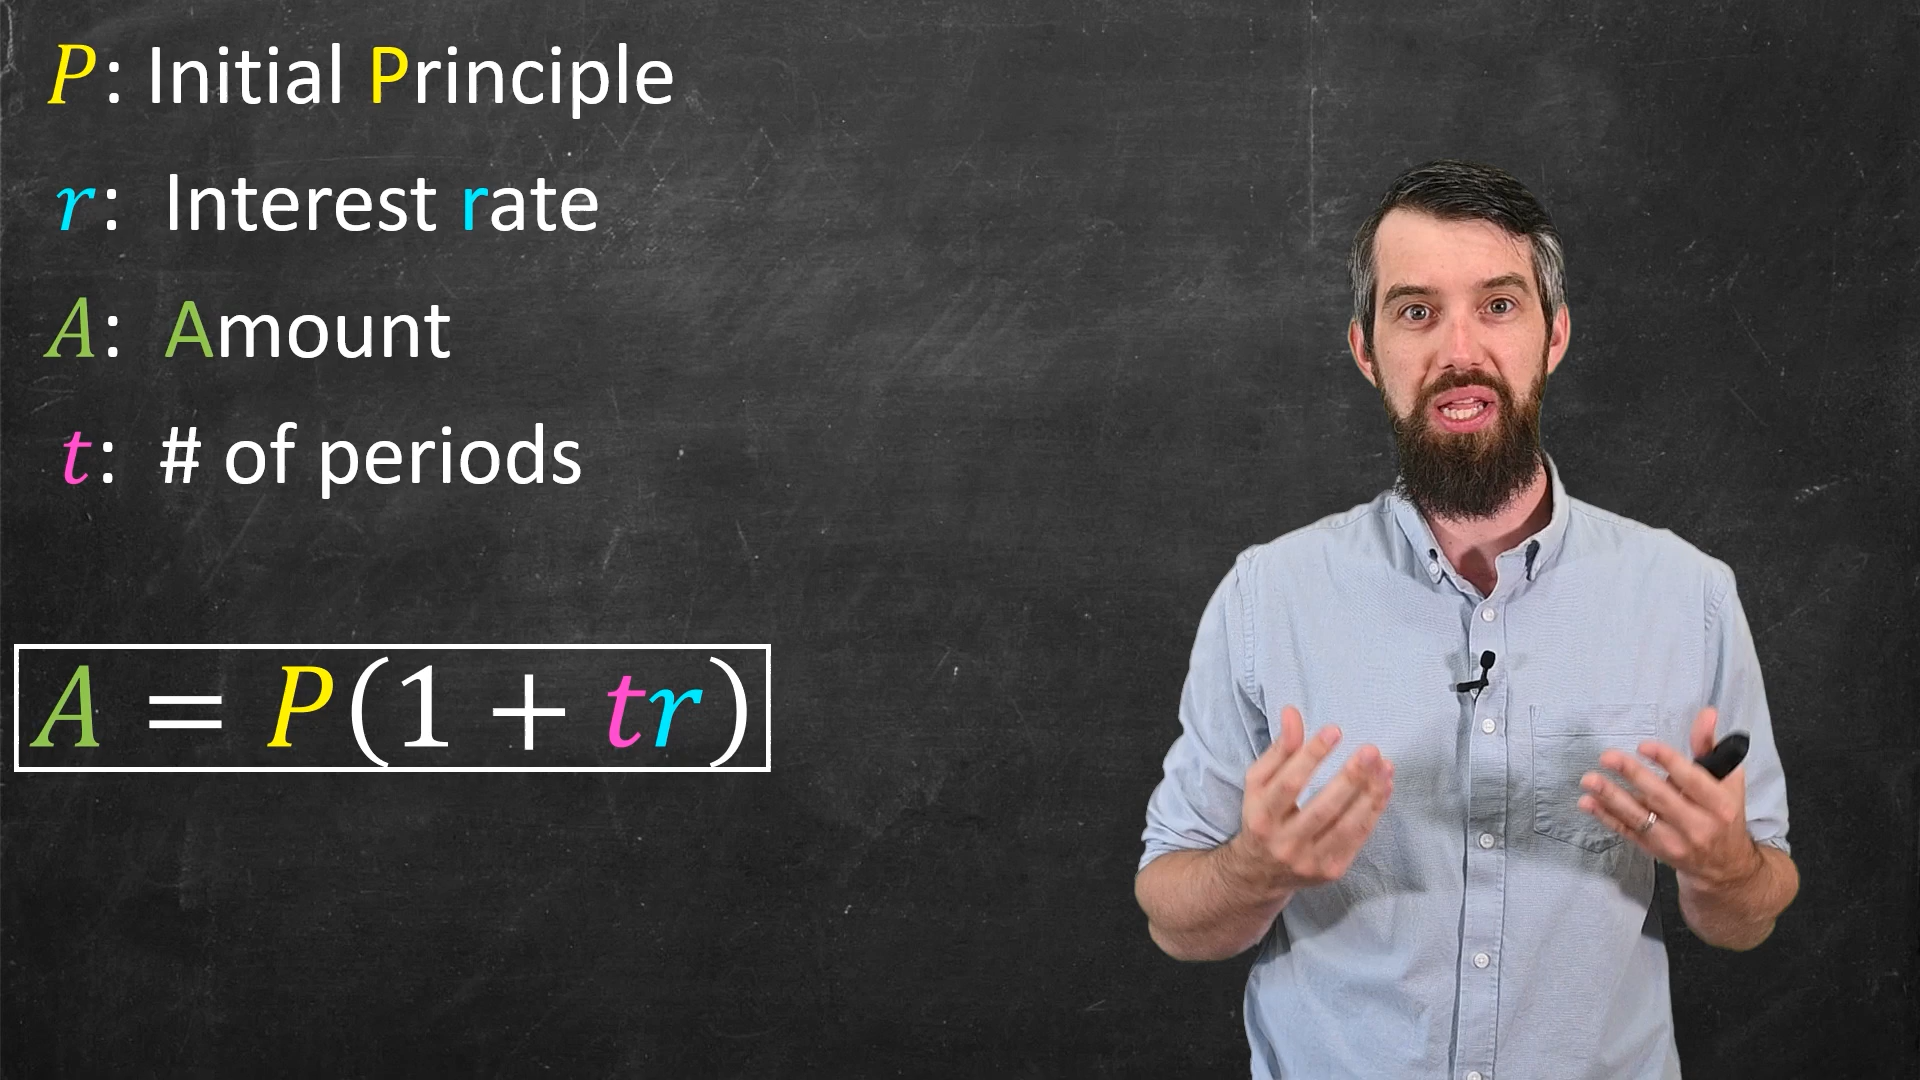 P: Initial Principle
r: Interest rate
A: Amount
t: # of periods
A = P(1 + tr)